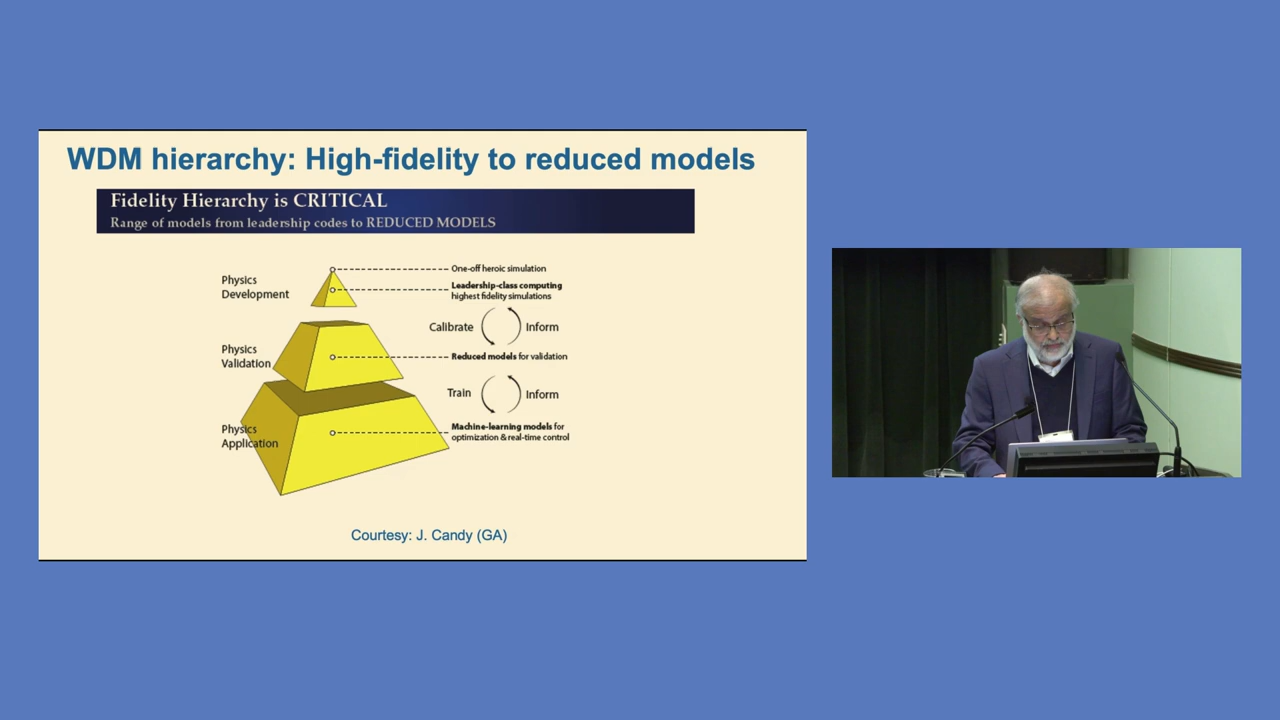 WDM hierarchy: High-fidelity to reduced models
Fidelity Hierarchy is CRITICAL
Range of models from leadership codes to REDUCED MODELS
Physics
Development
One-off heroic simulation
Leadership-class computing
highest fidelity simulations
Calibrate
Inform
Physics
Validation
Reduced models for validation
Train
Inform
Physics
Application
Machine-learning models for
optimization & real-time control
Courtesy: J. Candy (GA)